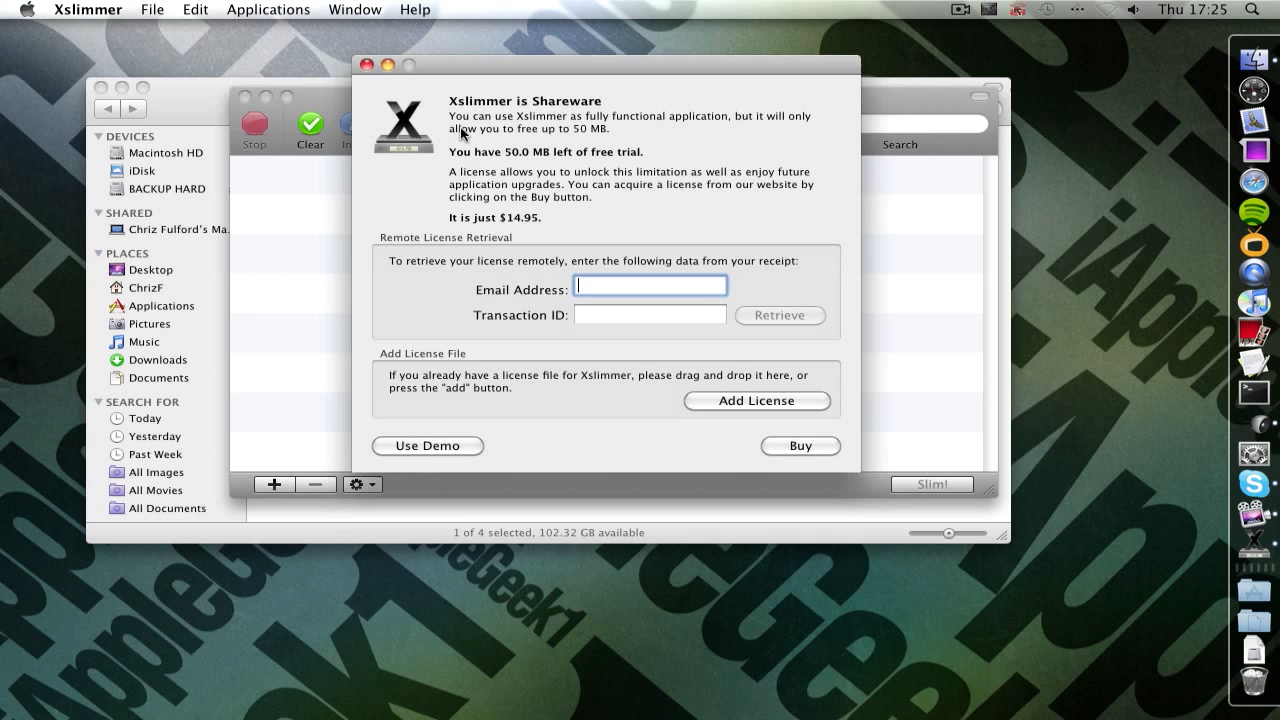 Xslimmer File Edit Applications Window Help
Thu 17:25
DEVICES
Macintosh HD
iDisk
BACKUP HARD
SHARED
Chriz Fulford's Ma.
PLACES
Desktop
ChrizF
Applications
Pictures
Music
Downloads
Documents
SEARCH FOR
Today
Yesterday
Past Week
All Images
All Movies
All Documents
1 of 4 selected, 102.32 GB available
Stop
Clear
Search
Slim!
Xslimmer is Shareware
You can use Xslimmer as fully functional application, but it will only
allow you to free up to 50 MB.
You have 50.0 MB left of free trial.
A license allows you to unlock this limitation as well as enjoy future
application upgrades. You can acquire a license from our website by
clicking on the Buy button.
It is just $14.95.
Remote License Retrieval
To retrieve your license remotely, enter the following data from your receipt:
Email Address:
Transaction ID:
Retrieve
Add License File
If you already have a license file for Xslimmer, please drag and drop it here, or
press the "add" button.
Add License
Use Demo
Buy
iAppleGeek1